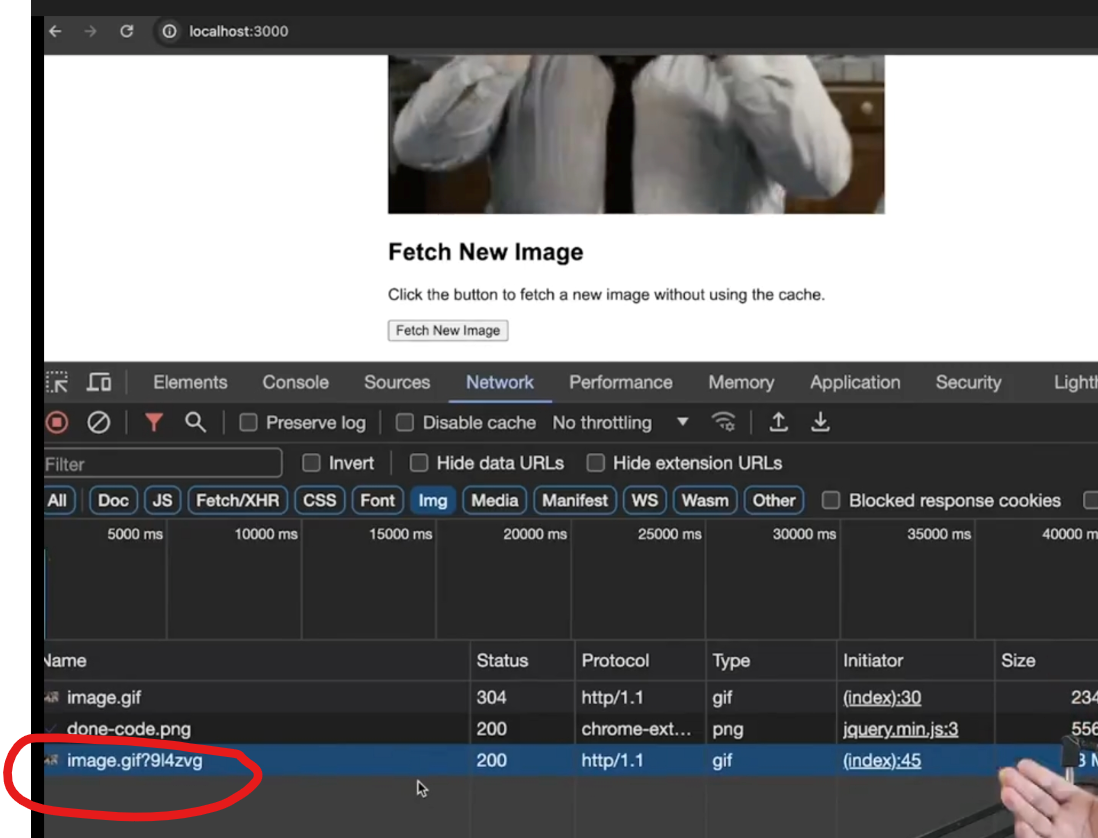 localhost:3000
Fetch New Image
Click the button to fetch a new image without using the cache.
Fetch New Image
Elements Console Sources Network Performance Memory Application Security
Preserve log Disable cache No throttling
Filter Invert Hide data URLs Hide extension URLs
All Doc JS Fetch/XHR CSS Font Img Media Manifest WS Wasm Other Blocked response cookies
5000 ms 10000 ms 15000 ms 20000 ms 25000 ms 30000 ms 35000 ms 40000 m
Name Status Protocol Type Initiator Size
image.gif 304 http/1.1 gif (index):30 234
done-code.png 200 chrome-ext... png jquery.min.js:3 556
image.gif?9l4zvg 200 http/1.1 gif (index):45